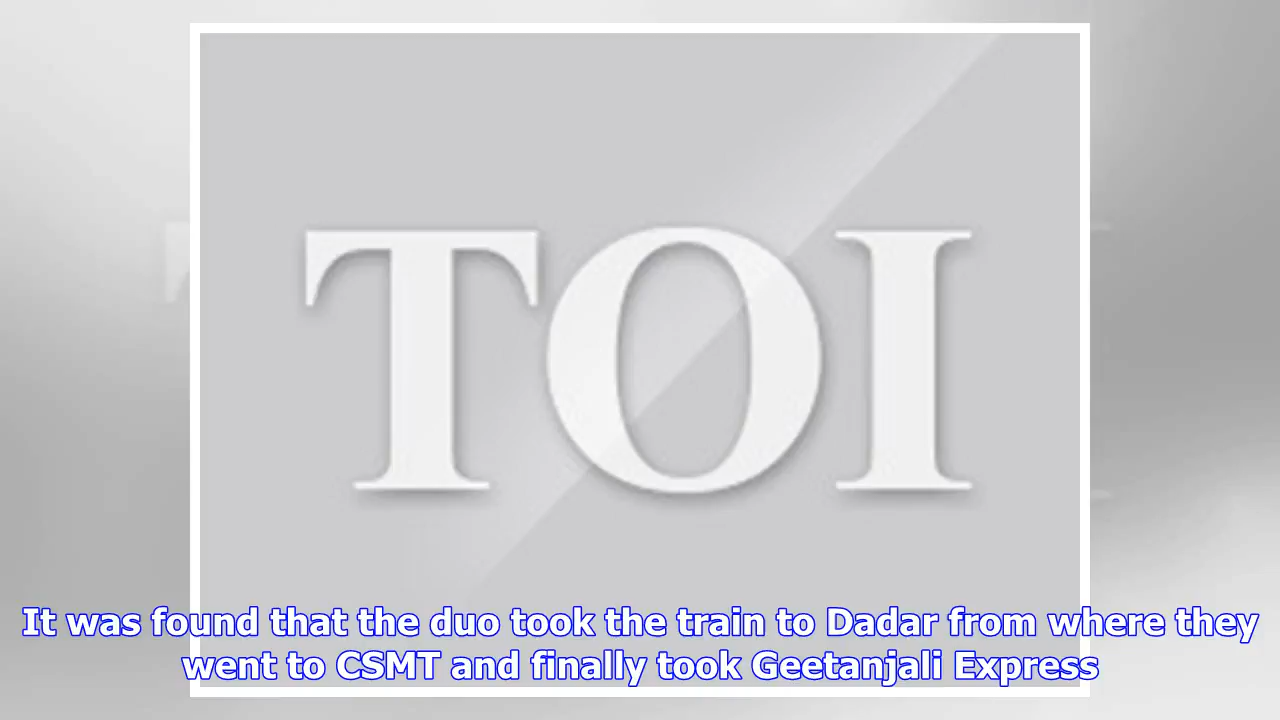 TOI
It was found that the duo took the train to Dadar from where they
went to CSMT and finally took Geetanjali Express